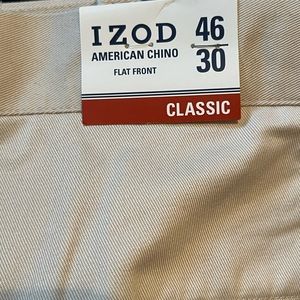 IZOD 46
AMERICAN CHINO 30
FLAT FRONT
CLASSIC